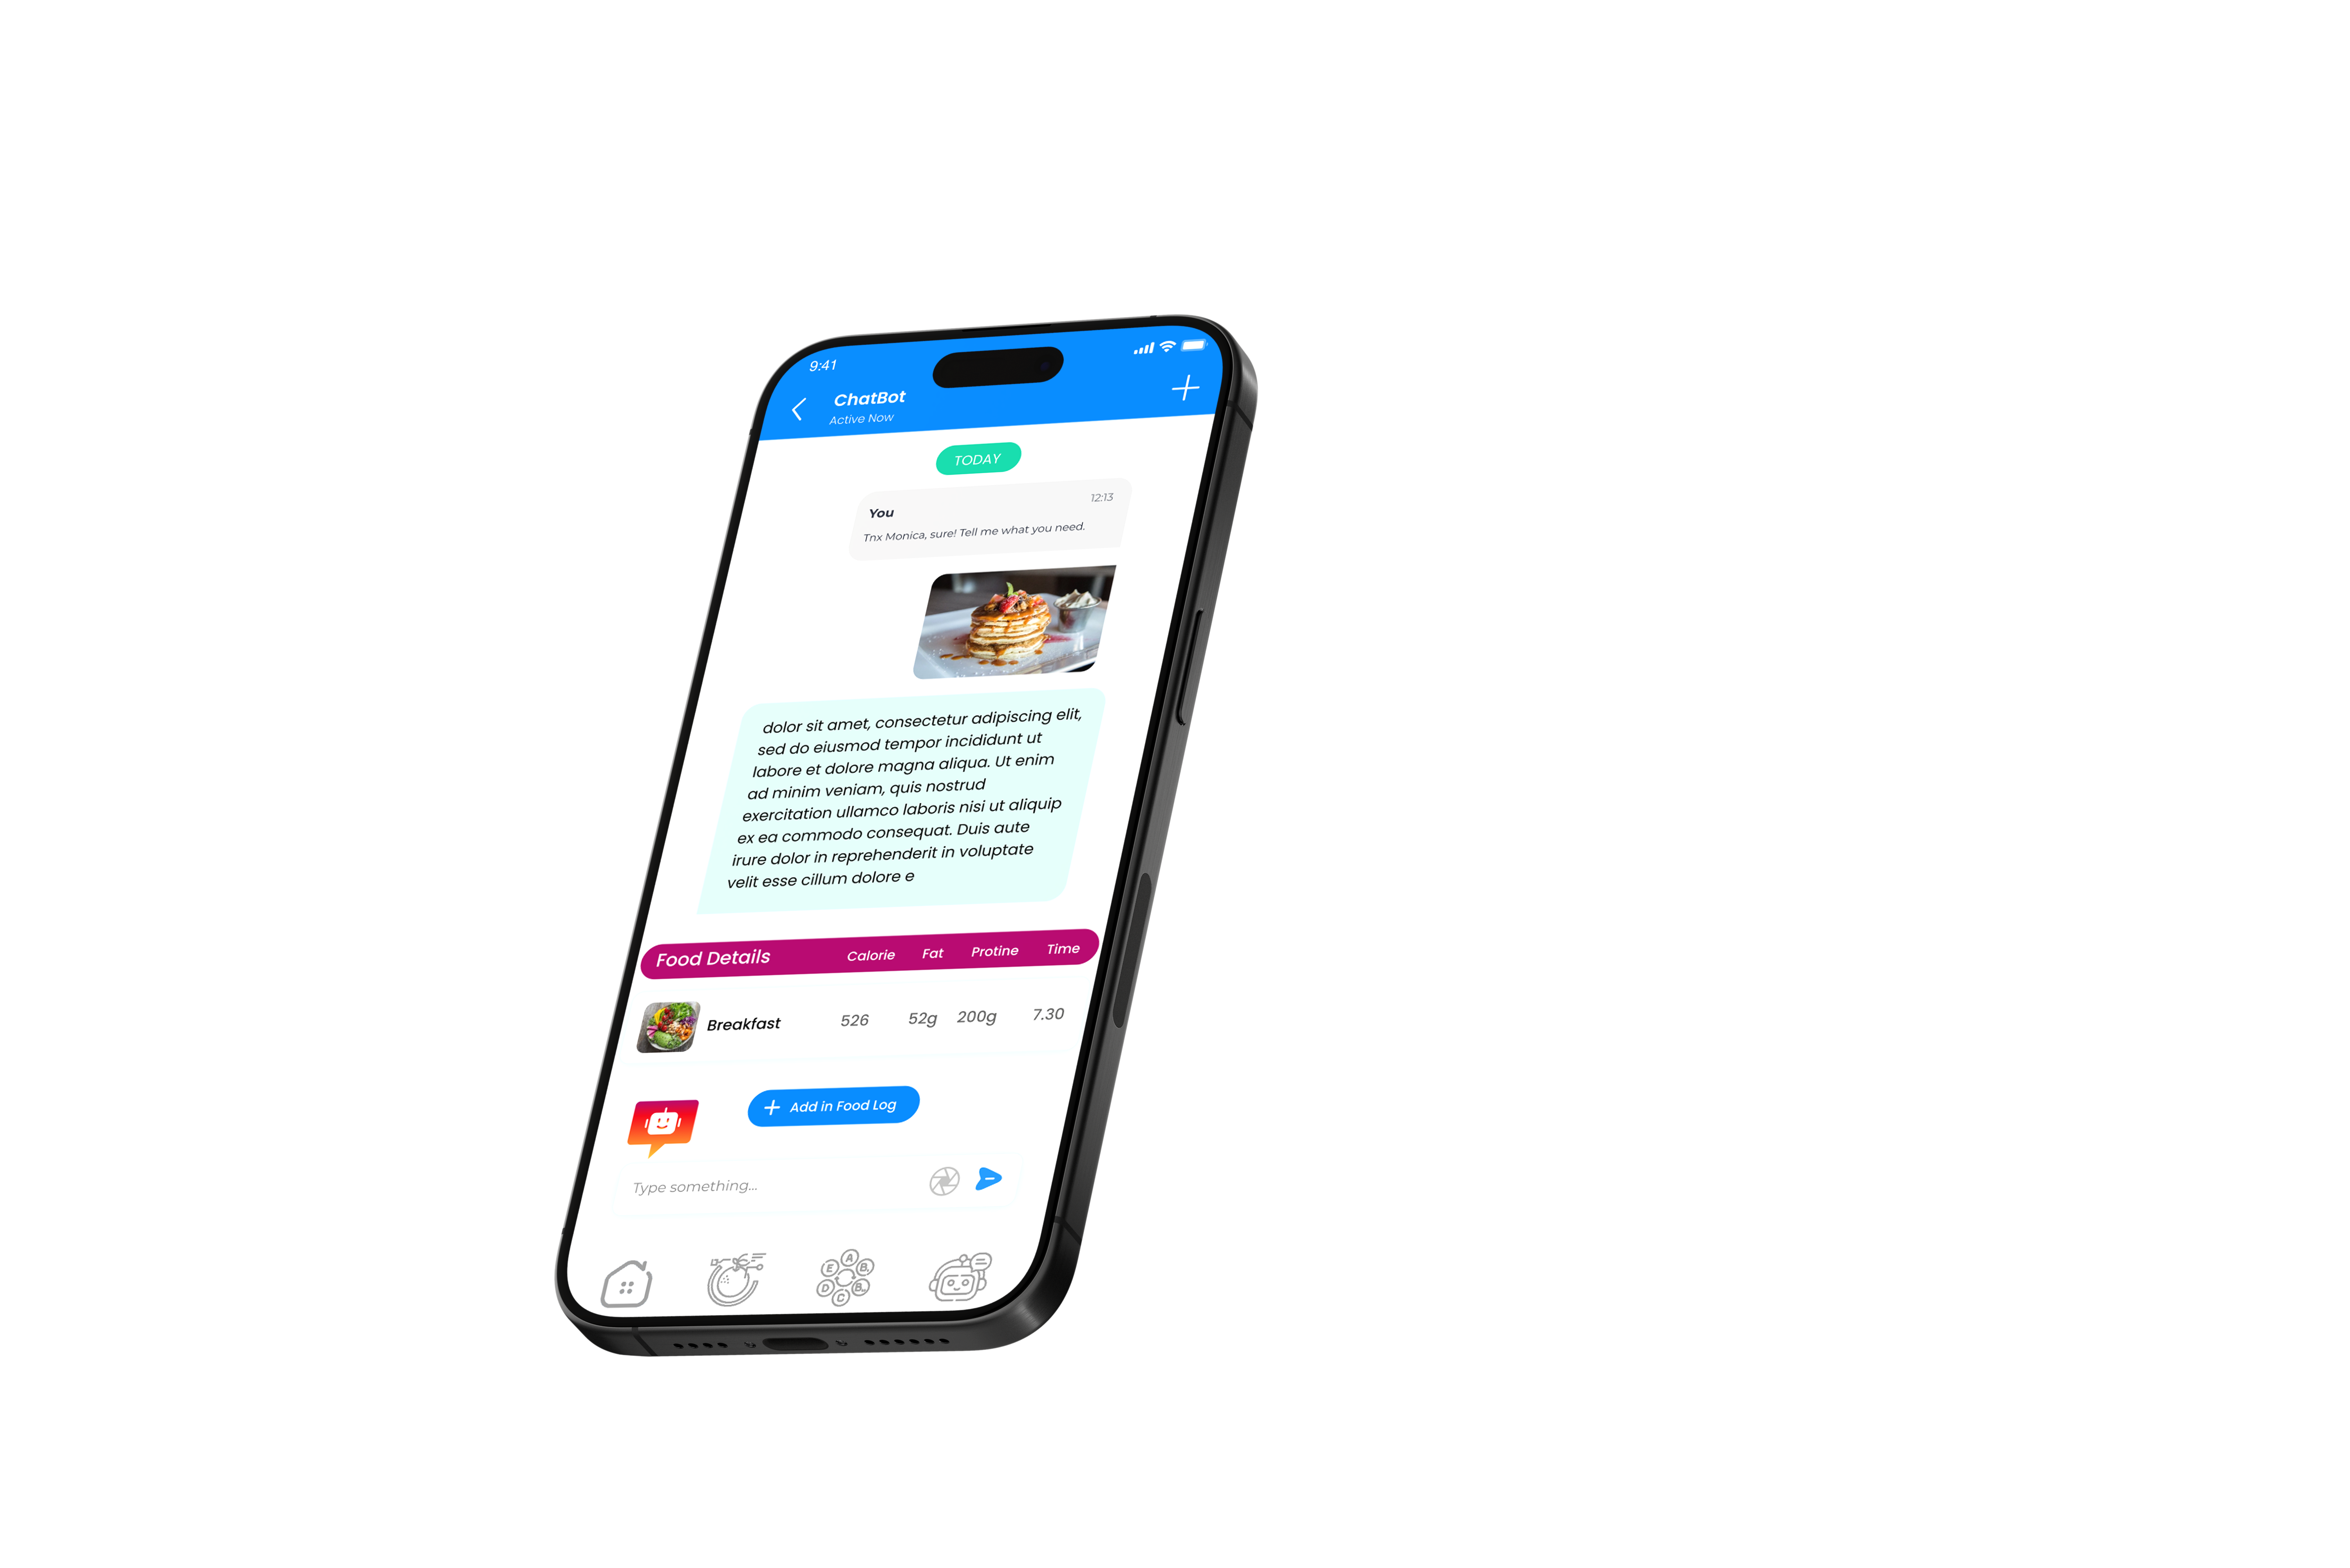 9:41
ChatBot
Active Now
TODAY
12:13
You
Tnx Monica, sure! Tell me what you need.
dolor sit amet, consectetur adipiscing elit,
sed do eiusmod tempor incididunt ut
labore et dolore magna aliqua. Ut enim
ad minim veniam, quis nostrud
exercitation ullamco laboris nisi ut aliquip
ex ea commodo consequat. Duis aute
irure dolor in reprehenderit in voluptate
velit esse cillum dolore e
Food Details Calorie Fat Protine Time
Breakfast 526 52g 200g 7.30
Add in Food Log
Type something...
A
E B
D B
C